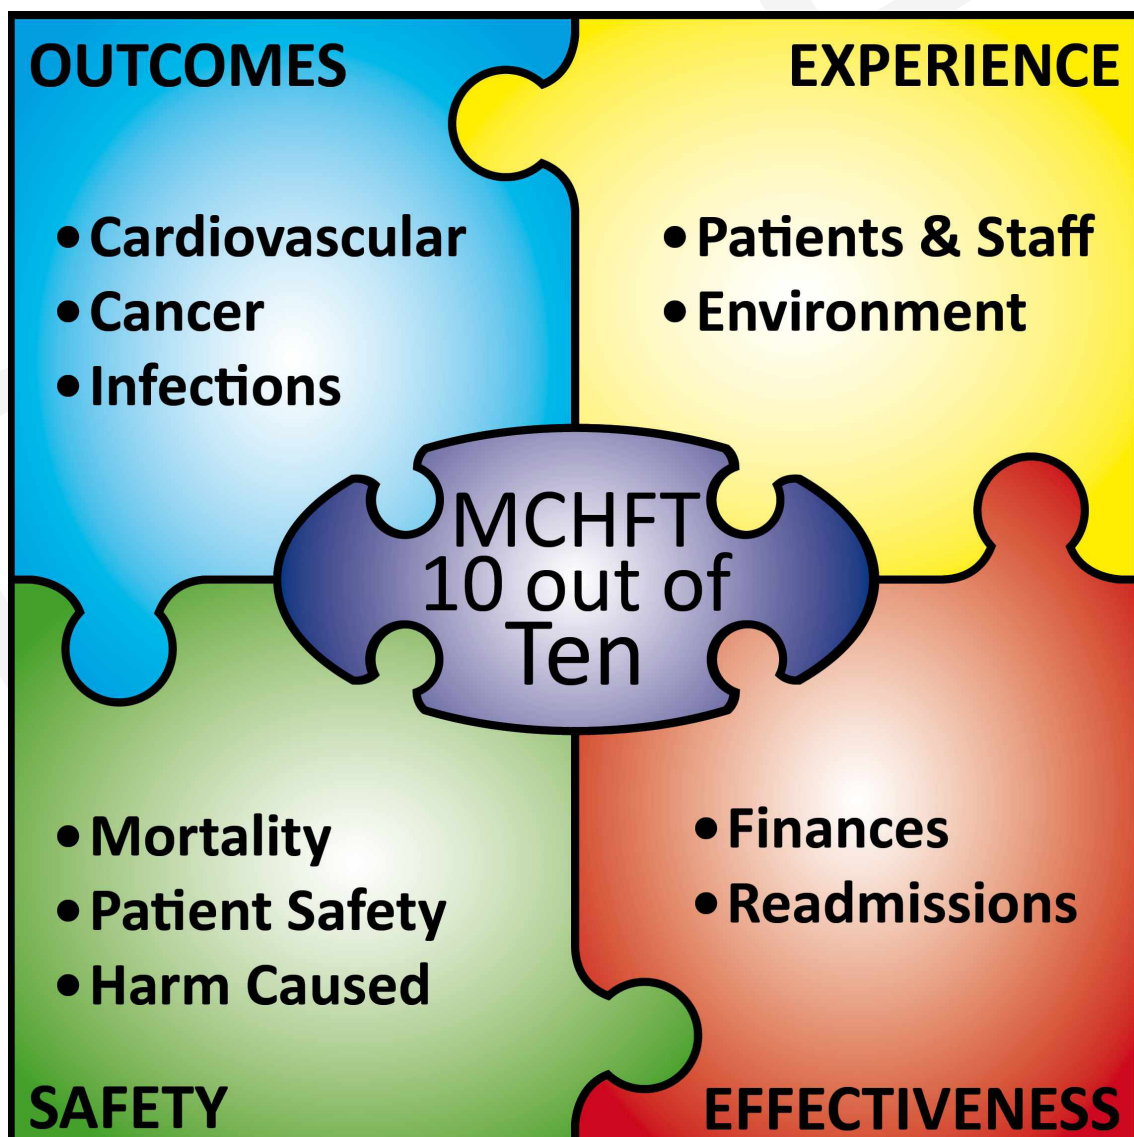 OUTCOMES
• Cardiovascular
• Cancer
• Infections
EXPERIENCE
• Patients & Staff
• Environment
MCHFT
10 out of
Ten
• Mortality
• Patient Safety
• Harm Caused
SAFETY
• Finances
• Readmissions
EFFECTIVENESS